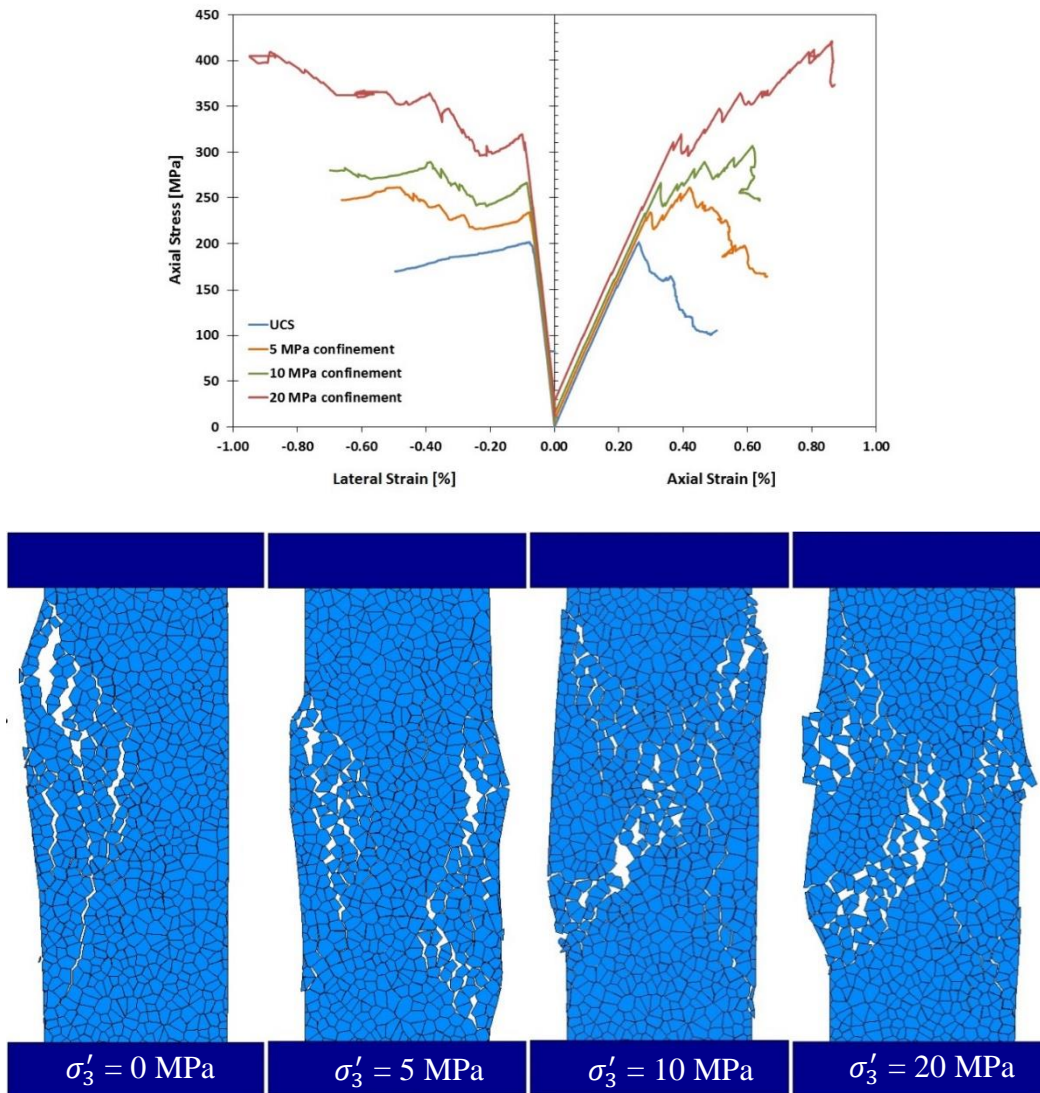 450
400
350
300
250
200
150
100
50
0
Axial Stress [MPa]
UCS
5 MPa confinement
10 MPa confinement
20 MPa confinement
-1.00 -0.80 -0.60 -0.40 -0.20 0.00 0.20 0.40 0.60 0.80 1.00
Lateral Strain [%] Axial Strain [%]
σ′₃ = 0 MPa σ′₃ = 5 MPa σ′₃ = 10 MPa σ′₃ = 20 MPa